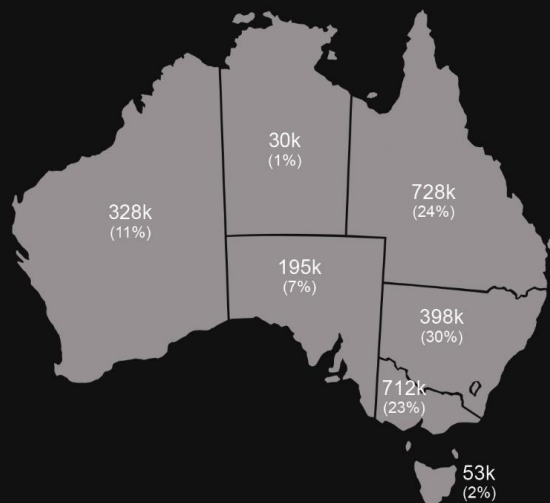 30k
(1%)
728k
(24%)
328k
(11%)
195k
(7%)
398k
(30%)
712k
(23%)
53k
(2%)